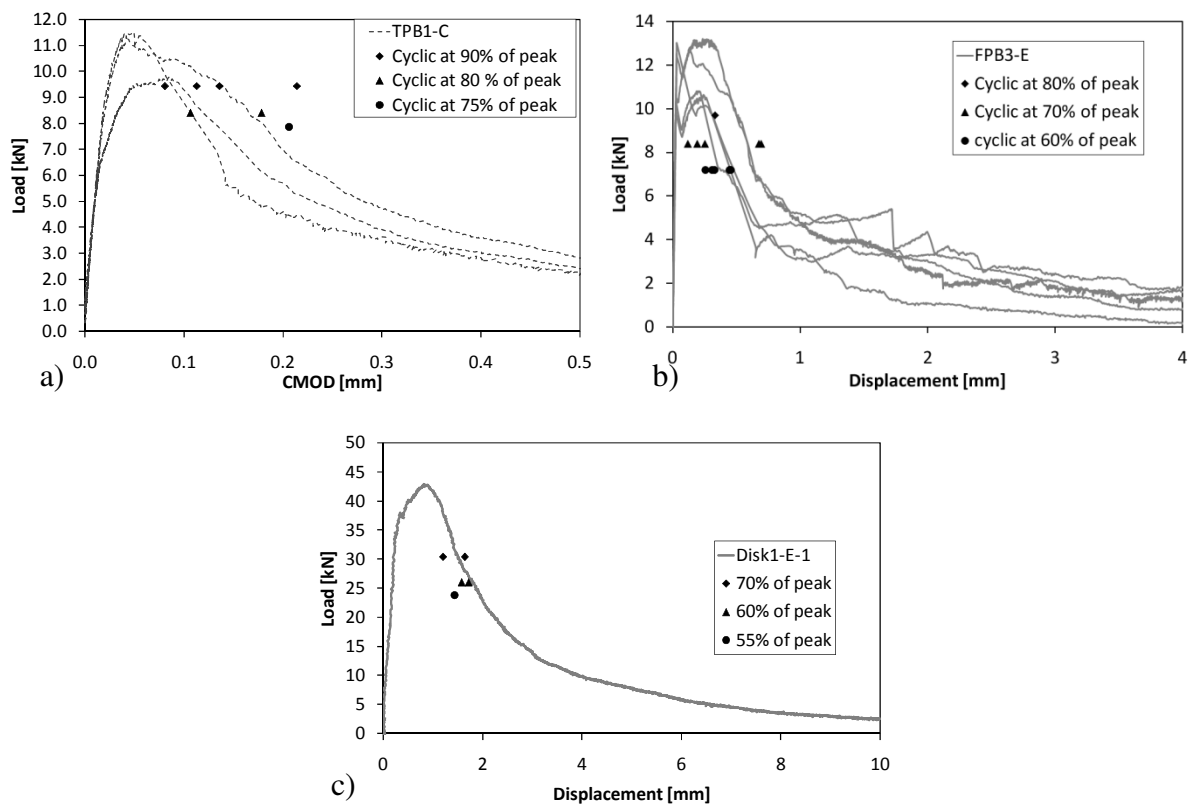 12.0
11.0
10.0
9.0
8.0
7.0
6.0
5.0
4.0
3.0
2.0
1.0
0.0
Load [kN]
0.0 0.1 0.2 0.3 0.4 0.5
CMOD [mm]
TPB1-C
Cyclic at 90% of peak
Cyclic at 80 % of peak
Cyclic at 75% of peak
a)
14
12
10
8
6
4
2
0
Load [kN]
0 1 2 3 4
Displacement [mm]
FPB3-E
Cyclic at 80% of peak
Cyclic at 70% of peak
cyclic at 60% of peak
b)
50
45
40
35
30
25
20
15
10
5
0
Load [kN]
0 2 4 6 8 10
Displacement [mm]
Disk1-E-1
70% of peak
60% of peak
55% of peak
c)